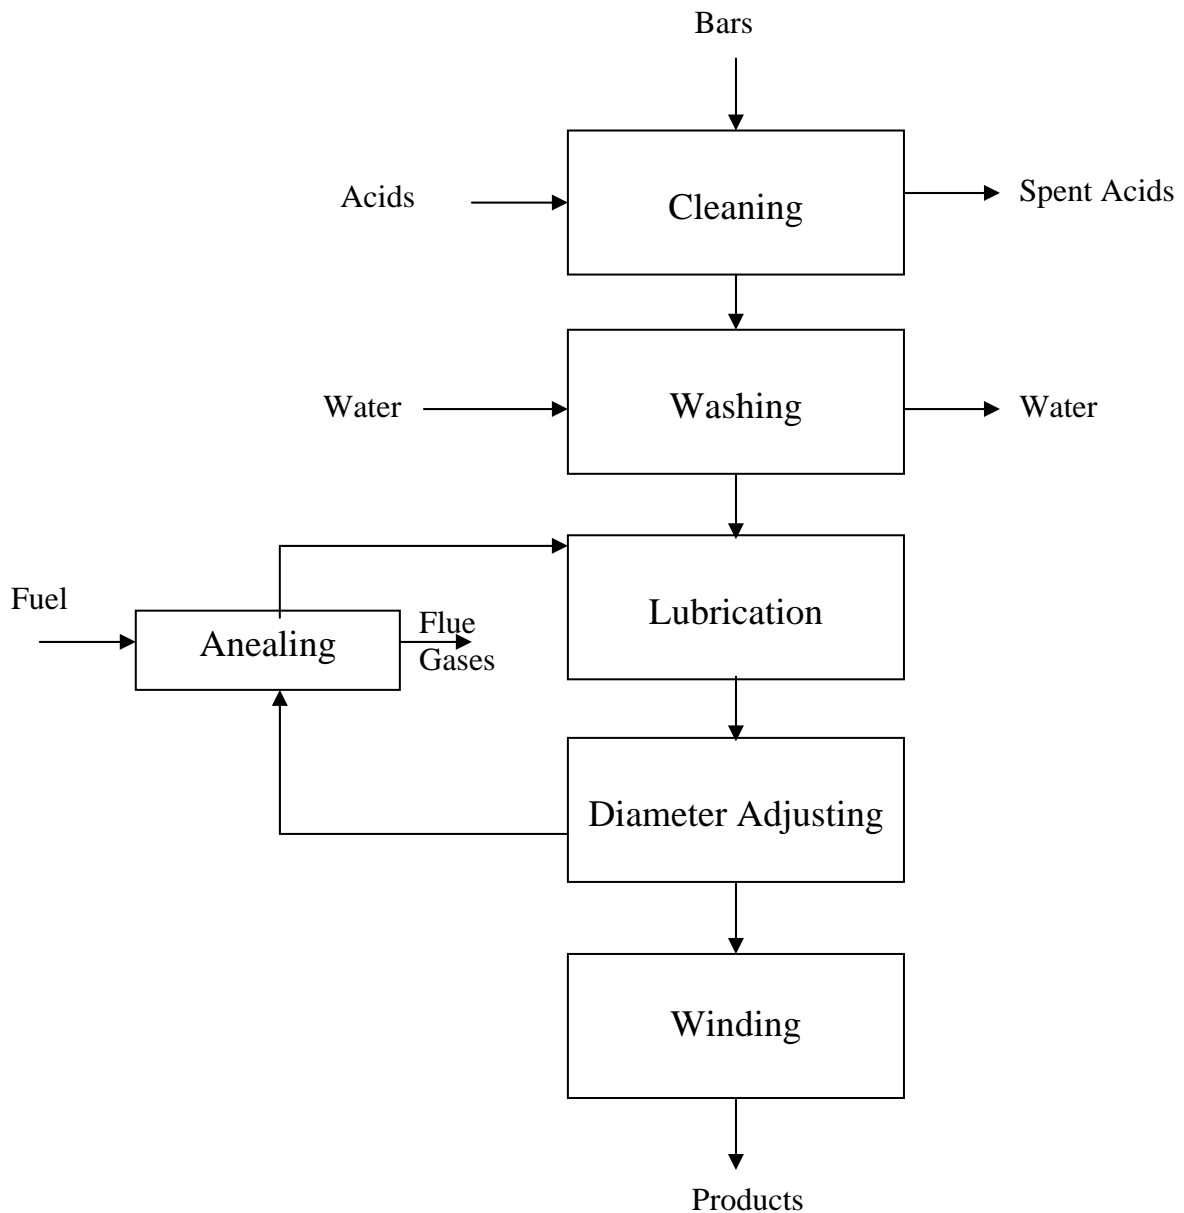 Bars
Acids
Cleaning
Spent Acids
Water
Washing
Water
Fuel
Anealing
Flue
Gases
Lubrication
Diameter Adjusting
Winding
Products